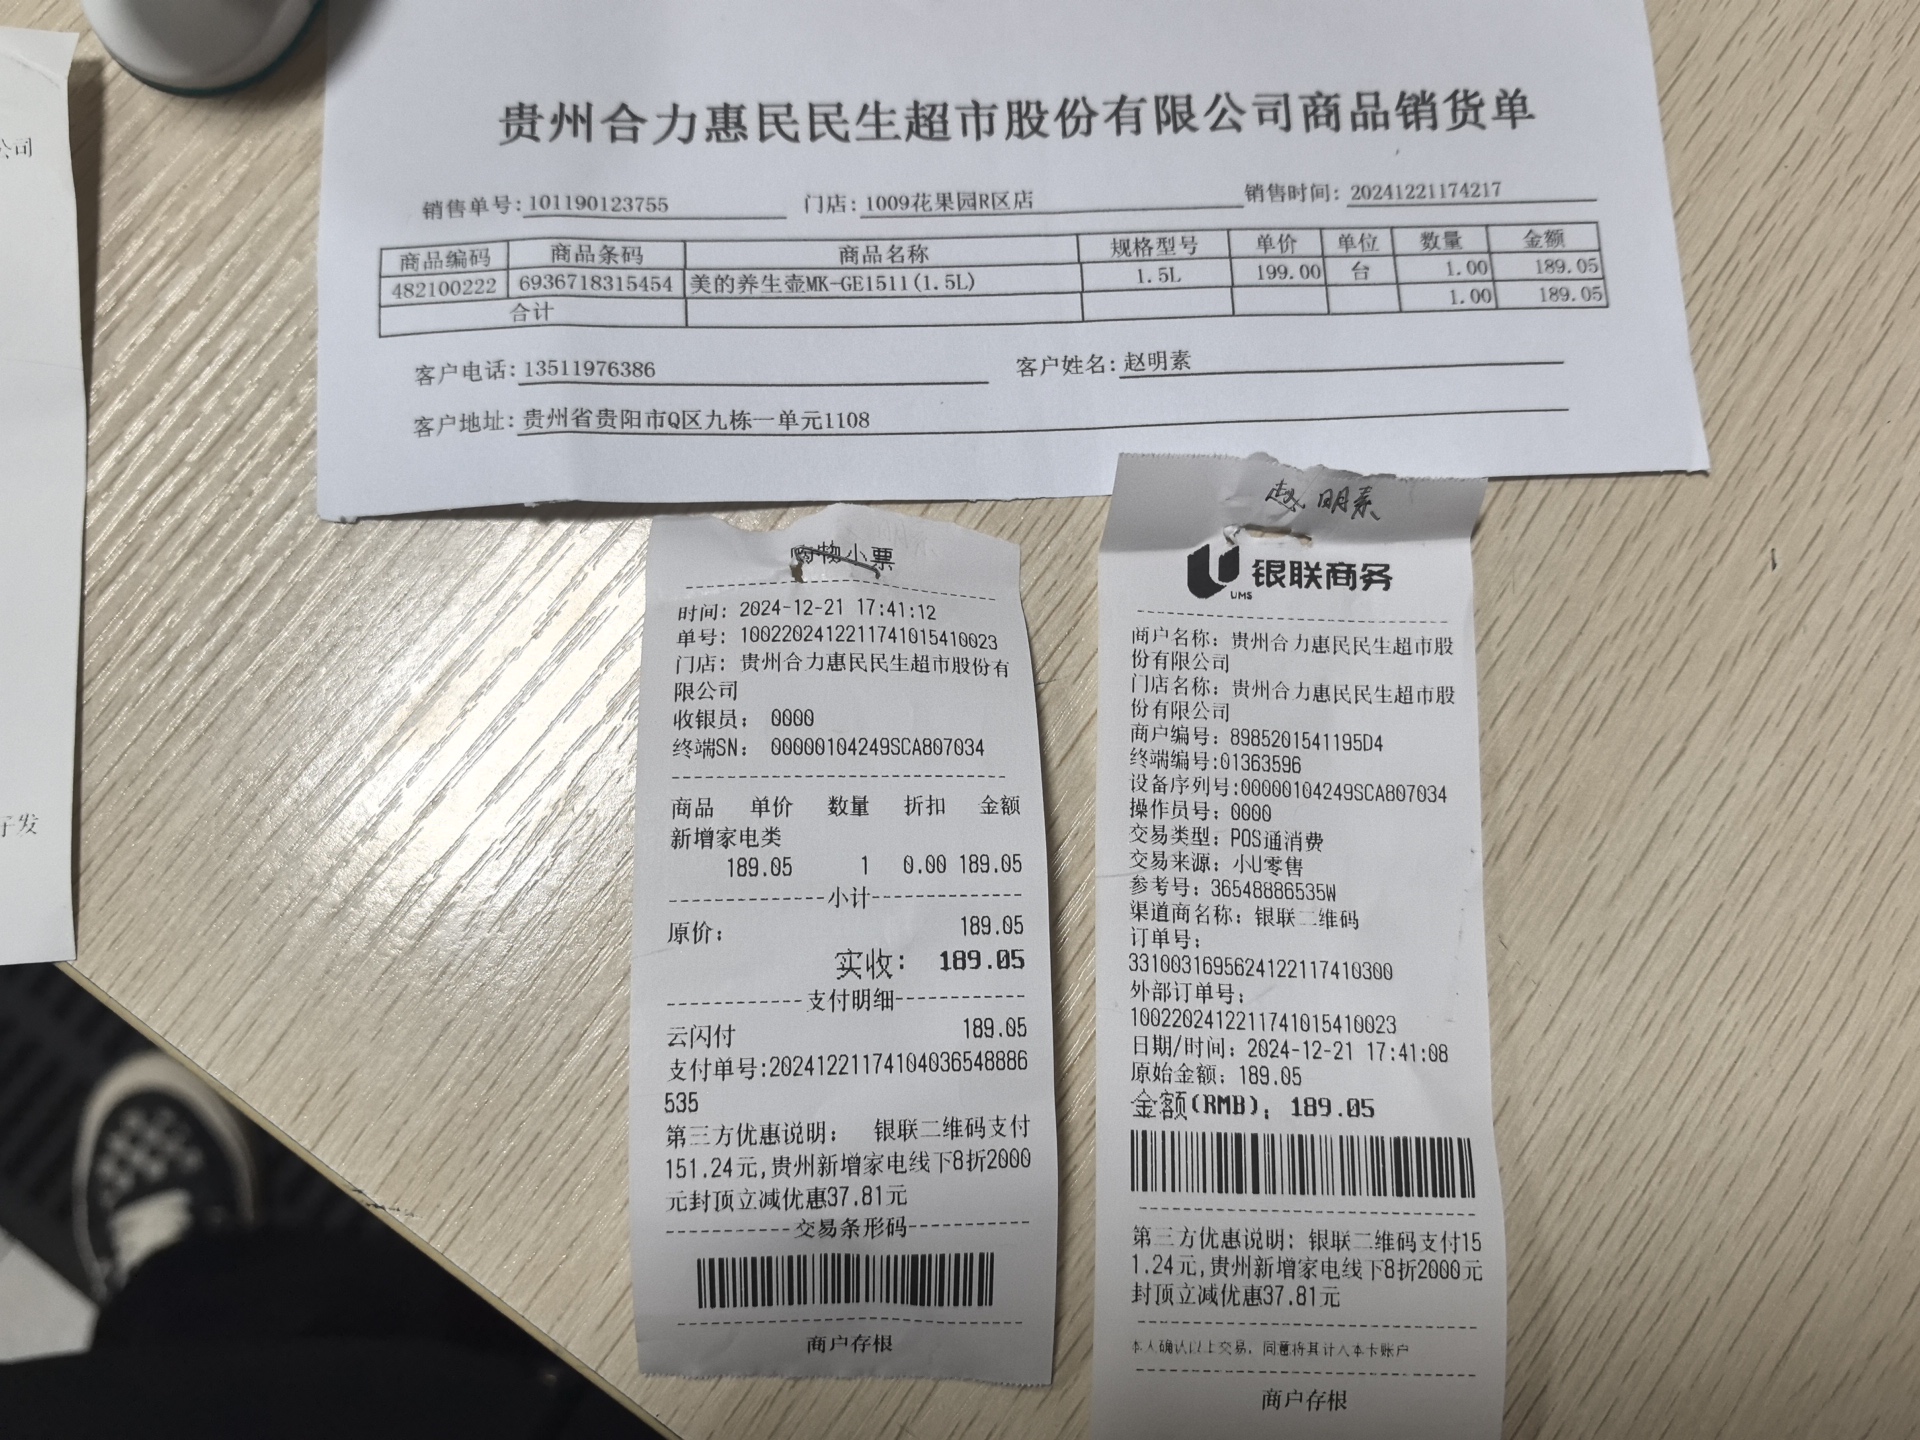 公司
子发
贵州合力惠民民生超市股份有限公司商品销货单
销售单号: 101190123755 门店: 1009花果园R区店 销售时间: 20241221174217
商品编码 商品条码 商品名称 规格型号 单价 单位 数量 金额
482100222 6936718315454 美的养生壶MK-GE1511(1.5L) 1.5L 199.00 台 1.00 189.05
合计 1.00 189.05
客户电话: 13511976386 客户姓名: 赵明素
客户地址: 贵州省贵阳市Q区九栋一单元1108
购物小票
时间: 2024-12-21 17:41:12
单号: 1002202412211741015410023
门店: 贵州合力惠民民生超市股份有
限公司
收银员: 0000
终端SN: 00000104249SCA807034
商品 单价 数量 折扣 金额
新增家电类
189.05 1 0.00 189.05
小计
原价: 189.05
实收: 189.05
支付明细
云闪付 189.05
支付单号:20241221174104036548886
535
第三方优惠说明: 银联二维码支付
151.24元,贵州新增家电线下8折2000
元封顶立减优惠37.81元
交易条形码
商户存根
赵明素
UMS 银联商务
商户名称: 贵州合力惠民民生超市股
份有限公司
门店名称: 贵州合力惠民民生超市股
份有限公司
商户编号: 8985201541195D4
终端编号:01363596
设备序列号:00000104249SCA807034
操作员号: 0000
交易类型: POS通消费
交易来源: 小U零售
参考号: 36548886535W
渠道商名称: 银联二维码
订单号:
33100316956241221174​10300
外部订单号:
1002202412211741015410023
日期/时间: 2024-12-21 17:41:08
原始金额: 189.05
金额(RMB): 189.05
第三方优惠说明: 银联二维码支付15
1.24元,贵州新增家电线下8折2000元
封顶立减优惠37.81元
本人确认以上交易, 同意将其计入本卡账户
商户存根